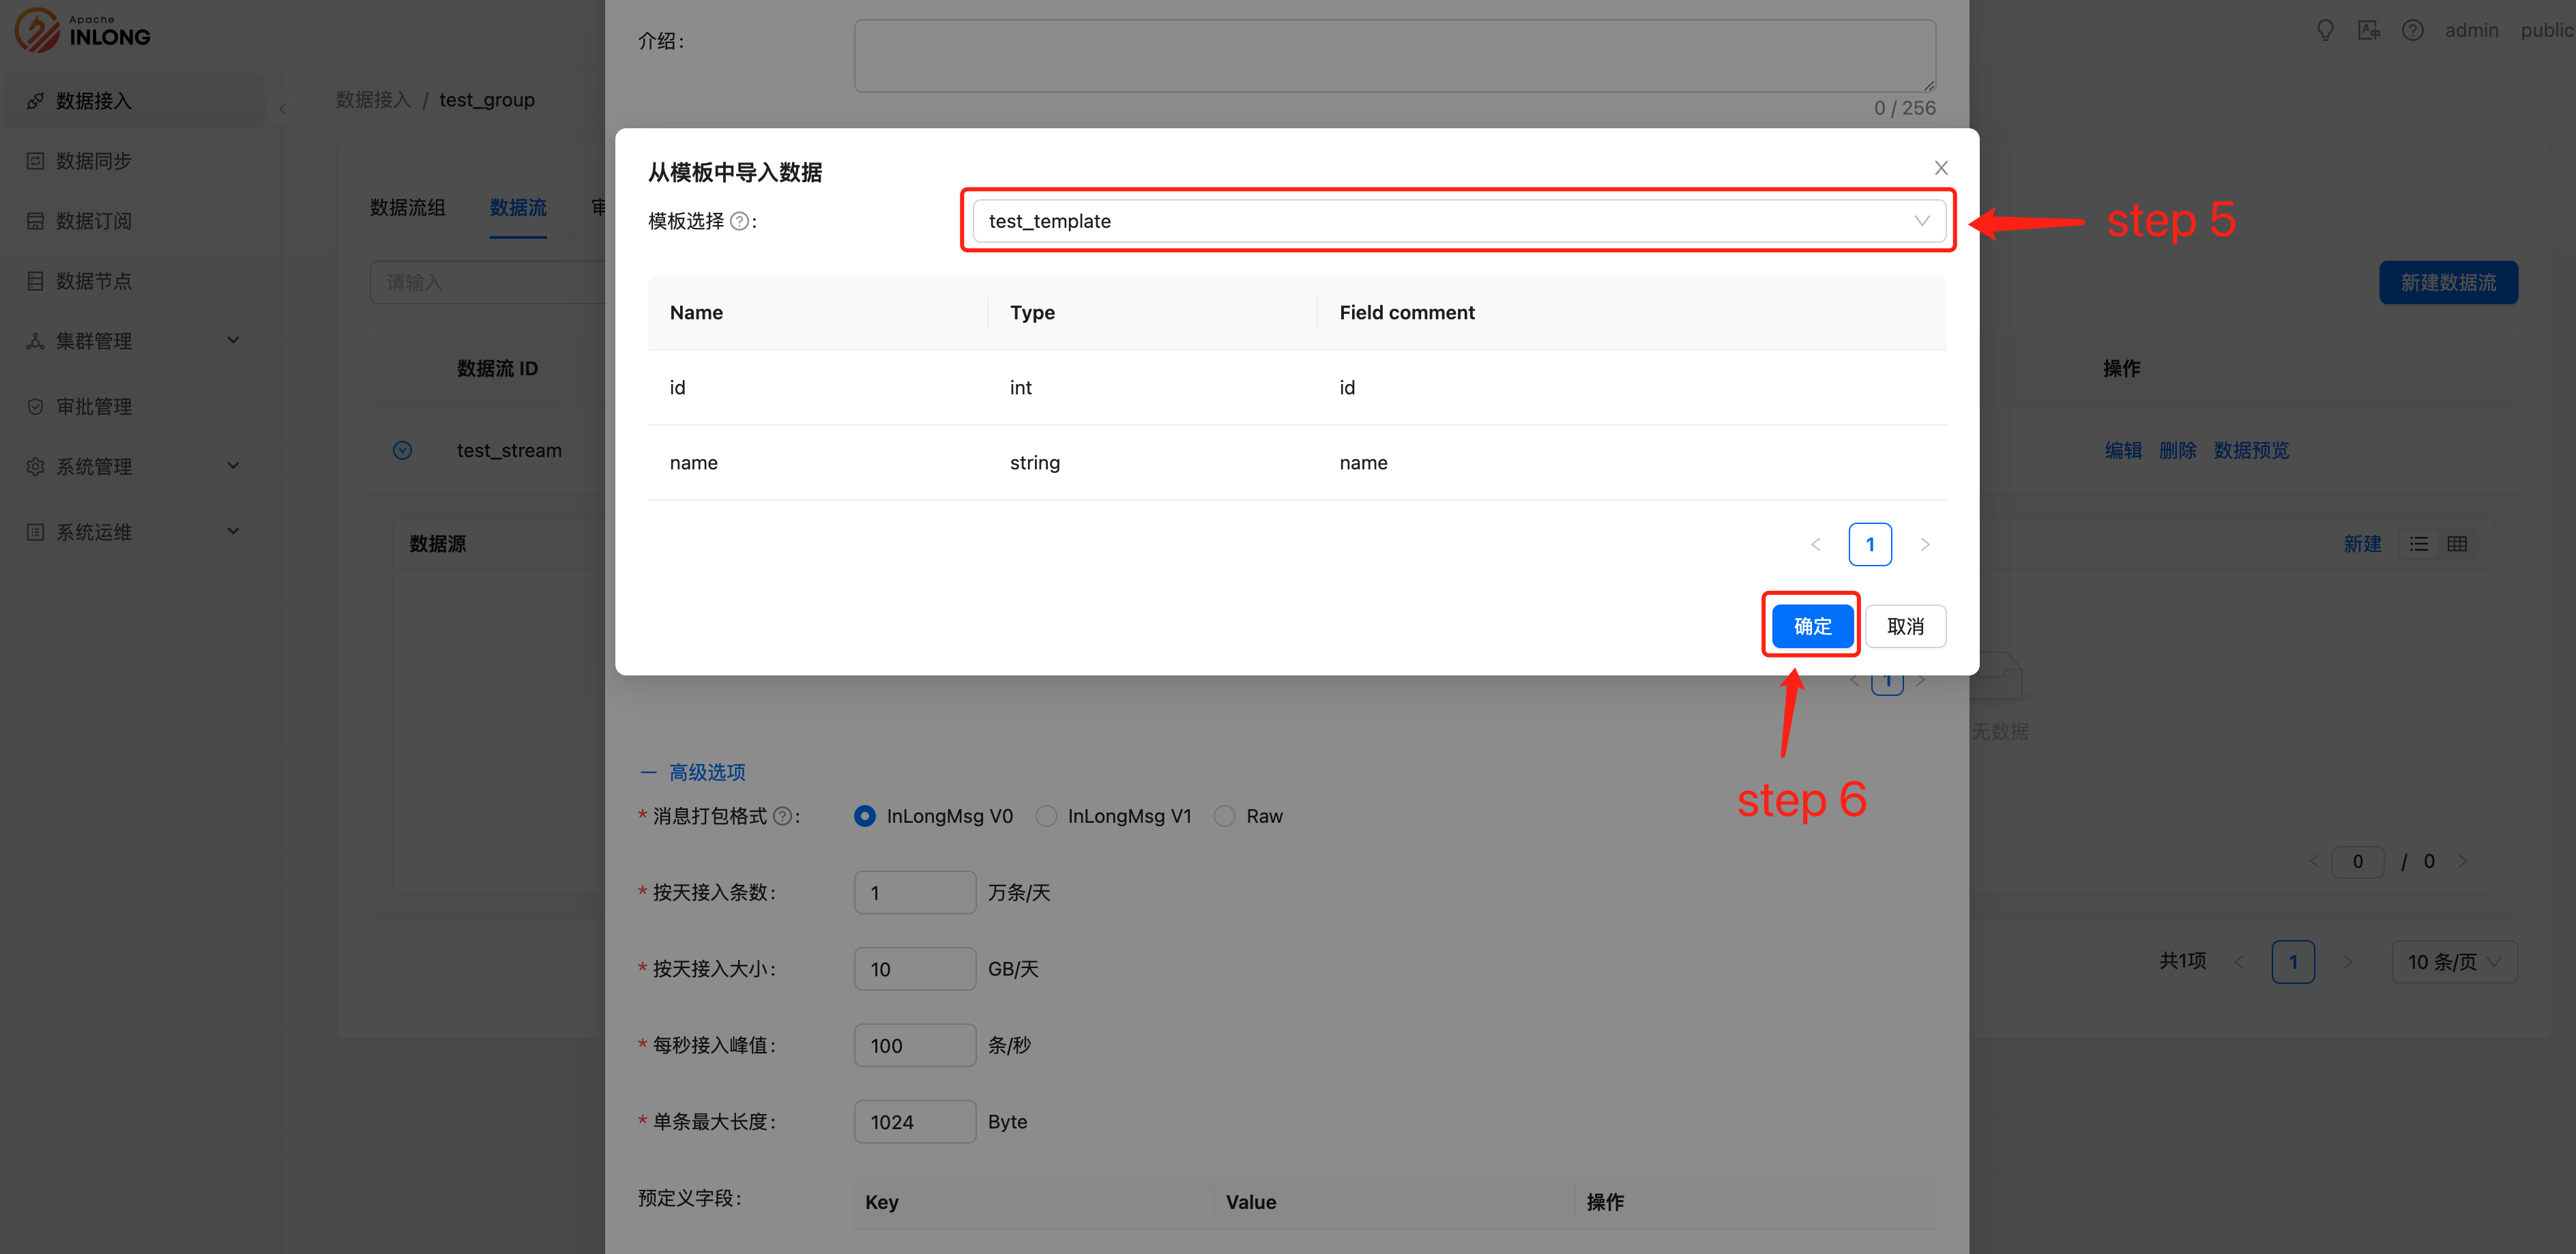 Apache
INLONG
admin
public
数据接入
数据同步
数据订阅
数据节点
集群管理
审批管理
系统管理
系统运维
数据接入 / test_group
数据流组
数据流
审
请输入
新建数据流
数据流 ID
操作
test_stream
编辑 删除 数据预览
数据源
新建
无数据
0 / 0
共1项
1
10 条/页
介绍:
0 / 256
从模板中导入数据
模板选择 ? :
test_template
step 5
Name Type Field comment
id int id
name string name
1
确定
取消
step 6
1
高级选项
* 消息打包格式 ? : InLongMsg V0 InLongMsg V1 Raw
* 按天接入条数: 1 万条/天
* 按天接入大小: 10 GB/天
* 每秒接入峰值: 100 条/秒
* 单条最大长度: 1024 Byte
预定义字段: Key Value 操作